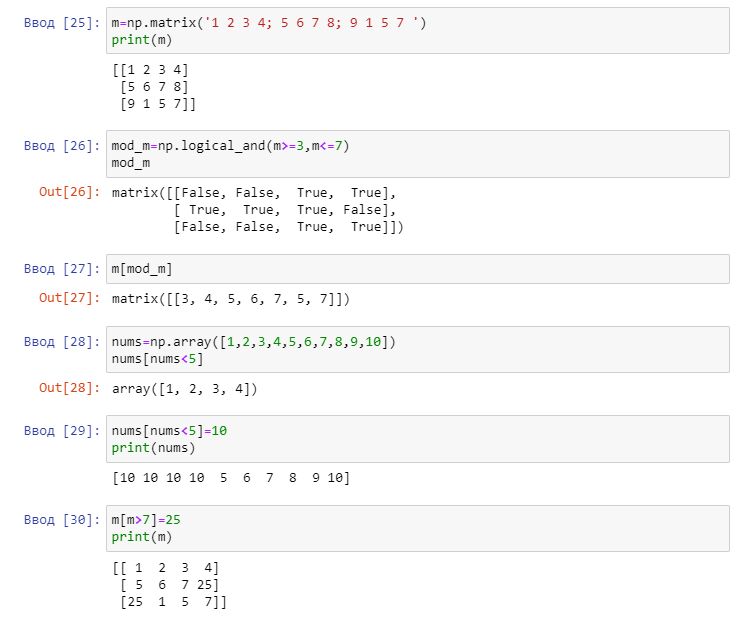 Ввод [25]: m=np.matrix('1 2 3 4; 5 6 7 8; 9 1 5 7 ')
print(m)
[[1 2 3 4]
 [5 6 7 8]
 [9 1 5 7]]
Ввод [26]: mod_m=np.logical_and(m>=3,m<=7)
mod_m
Out[26]: matrix([[False, False,  True,  True],
        [ True,  True,  True, False],
        [False, False,  True,  True]])
Ввод [27]: m[mod_m]
Out[27]: matrix([[3, 4, 5, 6, 7, 5, 7]])
Ввод [28]: nums=np.array([1,2,3,4,5,6,7,8,9,10])
nums[nums<5]
Out[28]: array([1, 2, 3, 4])
Ввод [29]: nums[nums<5]=10
print(nums)
[10 10 10 10  5  6  7  8  9 10]
Ввод [30]: m[m>7]=25
print(m)
[[ 1  2  3  4]
 [ 5  6  7 25]
 [25  1  5  7]]